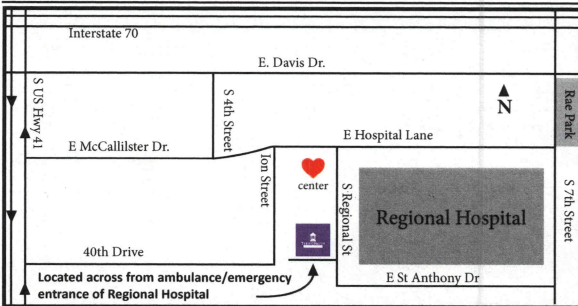 Interstate 70
E. Davis Dr.
S US Hwy 41
S 4th Street
N
Rae Park
E McCallilster Dr.
E Hospital Lane
Ion Street
center
S Regional St
Regional Hospital
S 7th Street
40th Drive
Located across from ambulance/emergency
entrance of Regional Hospital
E St Anthony Dr